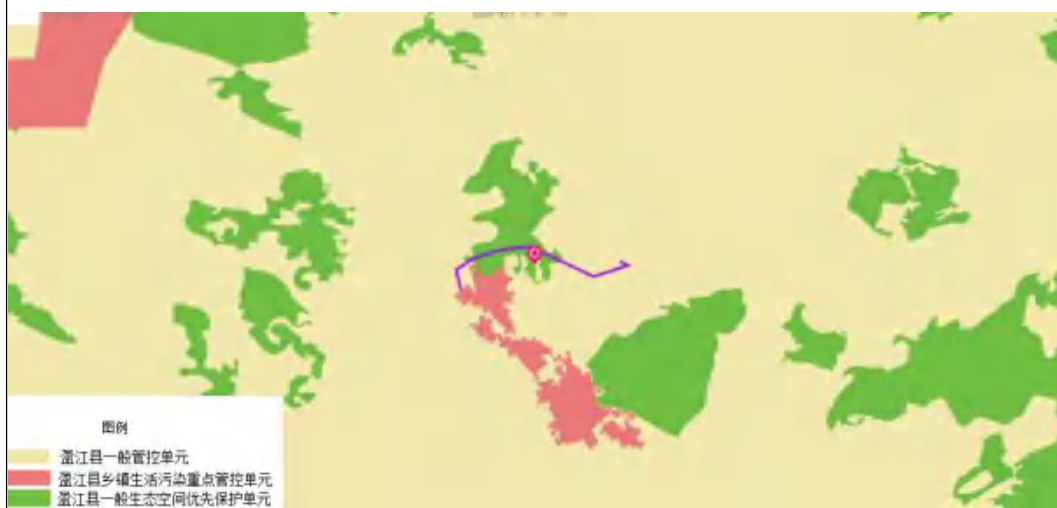 图例
盈江县一般管控单元
盈江县乡镇生活污染重点管控单元
盈江县一般生态空间优先保护单元